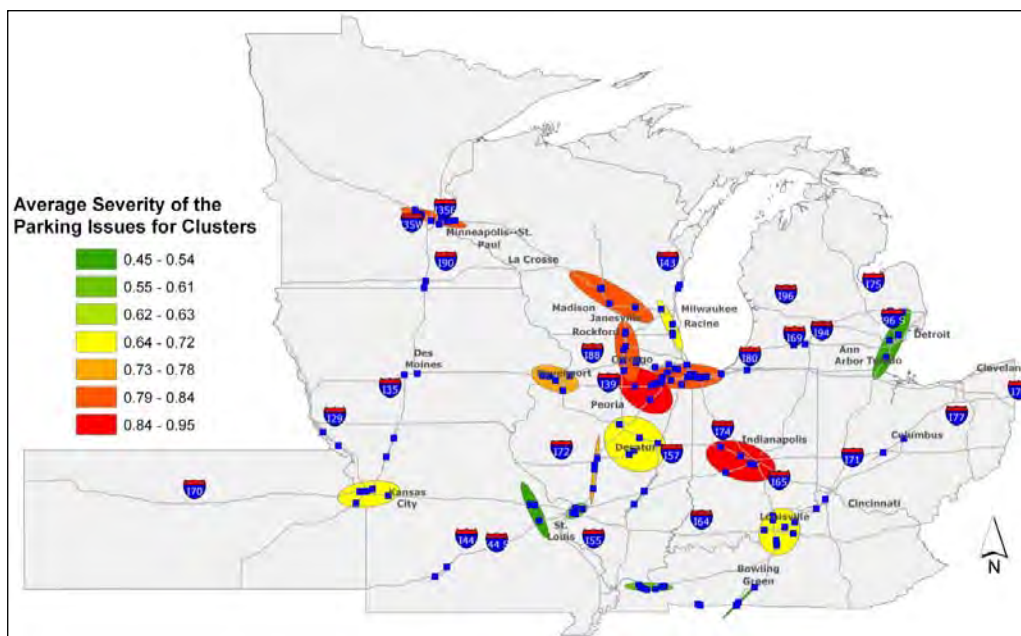 Average Severity of the
Parking Issues for Clusters
0.45 - 0.54
0.55 - 0.61
0.62 - 0.63
0.64 - 0.72
0.73 - 0.78
0.79 - 0.84
0.84 - 0.95
I35E
I35W
Minneapolis--St.
Paul
I90
La Crosse
I43
Madison
Janesville
Milwaukee
Racine
Rockford
I96
I75
I96 S
I69
I94
Detroit
Ann
Arbor
Toledo
I88
Chicago
I80
Cleveland
Des
Moines
I35
I39
Peoria
I29
I77
I74
Indianapolis
Columbus
I72
Decatur
I57
I71
I65
I70
Kansas
City
Cincinnati
St.
Louis
I64
Louisville
I44
I44 S
I55
Bowling
Green
N